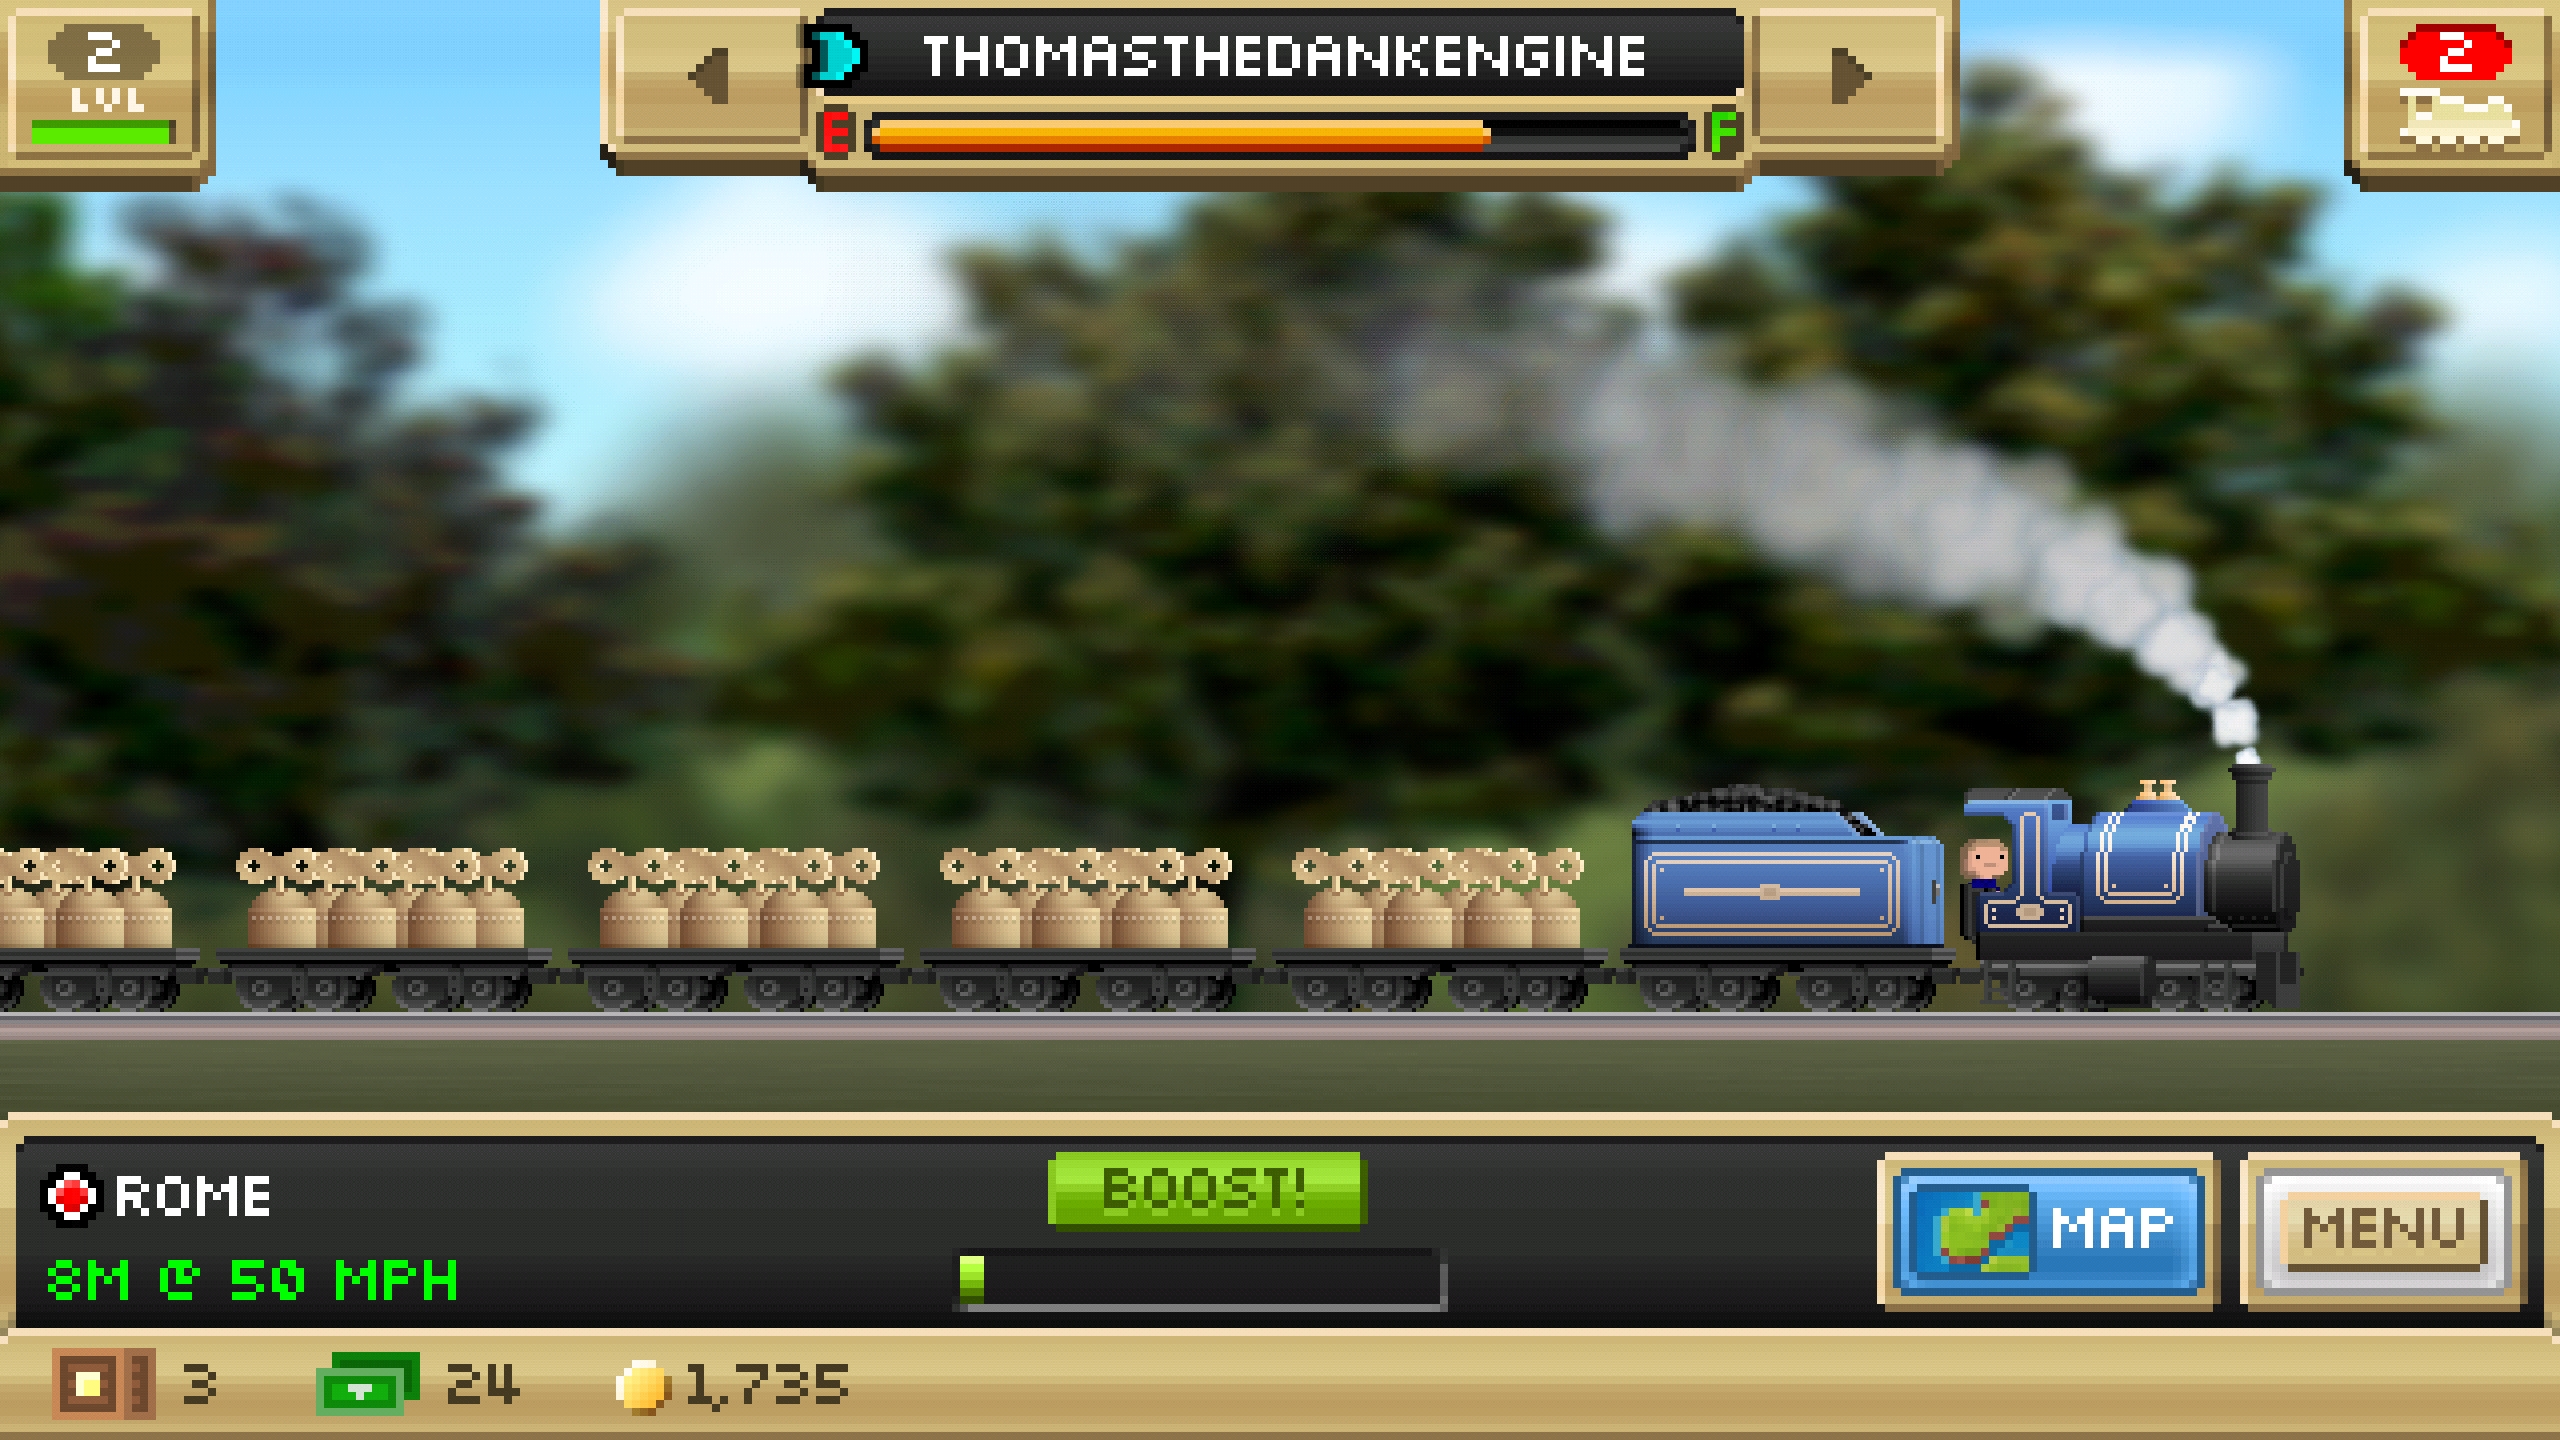 2
LVL
THOMASTHEDANKENGINE
E
F
2
ROME
BOOST!
MAP
MENU
8M @ 50 MPH
3
24
1,735